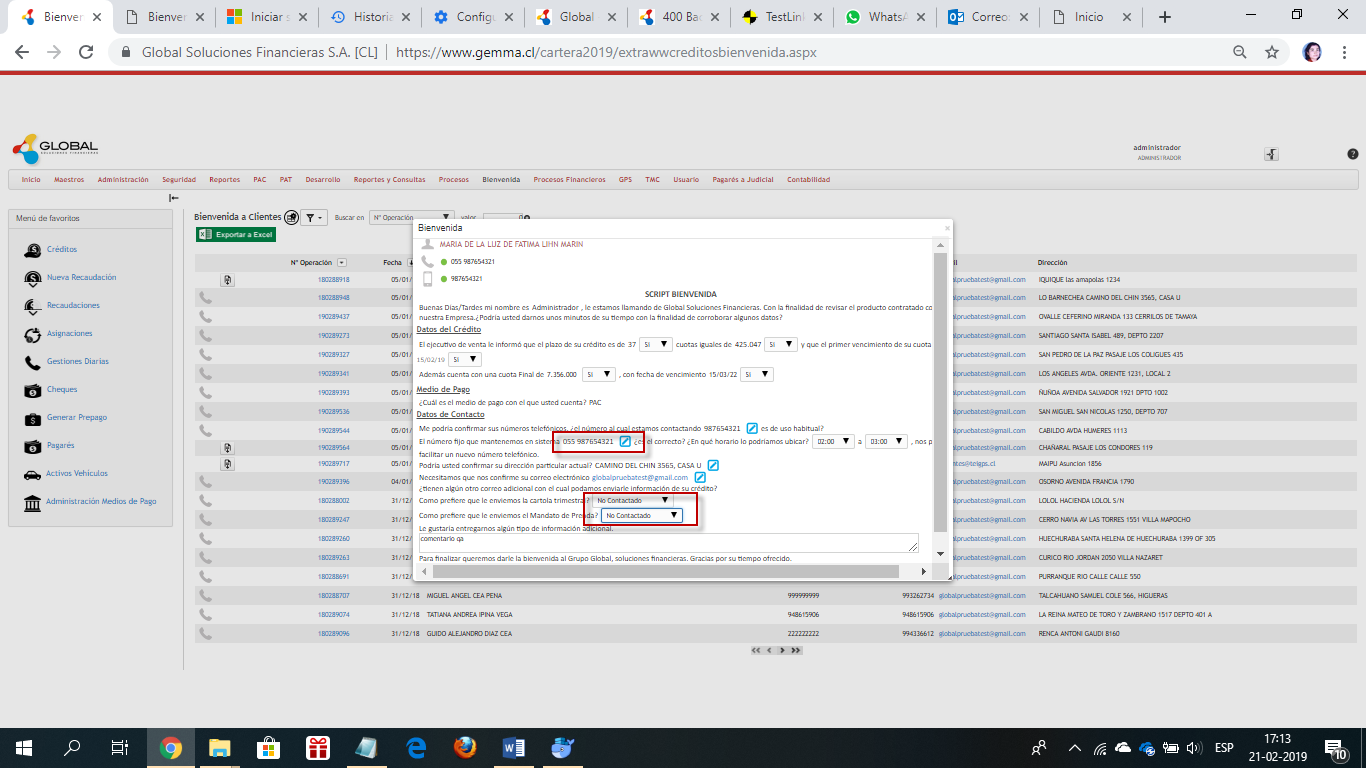 Bienver
Bienver
Iniciar s
Historia
Configu
Global
400 Bad
TestLink
WhatsA
Correo
Inicio
Global Soluciones Financieras S.A. [CL] | https://www.gemma.cl/cartera2019/extrawwcreditosbienvenida.aspx
GLOBAL
SOLUCIONES FINANCIERAS
administrador
ADMINISTRADOR
Inicio Maestros Administración Seguridad Reportes PAC PAT Desarrollo Reportes y Consultas Procesos Bienvenida Procesos Financieros GPS TMC Usuario Pagarés a Judicial Contabilidad
Menú de favoritos
Créditos
Nueva Recaudación
Recaudaciones
Asignaciones
Gestiones Diarias
Cheques
Generar Prepago
Pagarés
Activos Vehículos
Administración Medios de Pago
Bienvenida a Clientes Buscar en N° Operación valor 0
Exportar a Excel
N° Operación Fecha Dirección
180288918 05/01/ pruebatest@gmail.com IQUIQUE las amapolas 1234
180288948 05/01/ pruebatest@gmail.com LO BARNECHEA CAMINO DEL CHIN 3565, CASA U
180289437 05/01/ pruebatest@gmail.com OVALLE CEFERINO MIRANDA 133 CERRILOS DE TAMAYA
180289273 05/01/ pruebatest@gmail.com SANTIAGO SANTA ISABEL 489, DEPTO 2207
180289327 05/01/ pruebatest@gmail.com SAN PEDRO DE LA PAZ PASAJE LOS COLIGUES 435
180289341 05/01/ pruebatest@gmail.com LOS ANGELES AVDA. ORIENTE 1231, LOCAL 2
180289393 05/01/ pruebatest@gmail.com ÑUÑOA AVENIDA SALVADOR 1921 DPTO 1002
180289536 05/01/ pruebatest@gmail.com SAN MIGUEL SAN NICOLAS 1250, DEPTO 707
180289544 05/01/ pruebatest@gmail.com CABILDO AVDA HUMERES 1113
180289564 05/01/ pruebatest@gmail.com CHAÑARAL PASAJE LOS CONDORES 119
180289717 05/01/ ntes@telgps.cl MAIPU Asuncion 1856
180289396 04/01/ pruebatest@gmail.com OSORNO AVENIDA FRANCIA 1790
180288002 31/12/ pruebatest@gmail.com LOLOL HACIENDA LOLOL S/N
180289247 31/12/ pruebatest@gmail.com CERRO NAVIA AV LAS TORRES 1551 VILLA MAPOCHO
180289260 31/12/ pruebatest@gmail.com HUECHURABA SANTA HELENA DE HUECHURABA 1399 OF 305
180289263 31/12/ pruebatest@gmail.com CURICO RIO JORDAN 2050 VILLA NAZARET
180288691 31/12/ pruebatest@gmail.com PURRANQUE RIO CALLE CALLE 550
180288707 31/12/18 MIGUEL ANGEL CEA PENA 999999999 993262734 globalpruebatest@gmail.com TALCAHUANO SAMUEL COLE 566, HIGUERAS
180289074 31/12/18 TATIANA ANDREA IPINA VEGA 948615906 948615906 globalpruebatest@gmail.com LA REINA MATEO DE TORO Y ZAMBRANO 1517 DEPTO 401 A
180289096 31/12/18 GUIDO ALEJANDRO DIAZ CEA 222222222 994336612 globalpruebatest@gmail.com RENCA ANTONI GAUDI 8160
Bienvenida
MARIA DE LA LUZ DE FATIMA LIHN MARIN
055 987654321
987654321
SCRIPT BIENVENIDA
Buenas Días/Tardes mi nombre es Administrador , le estamos llamando de Global Soluciones Financieras. Con la finalidad de revisar el producto contratado co
nuestra Empresa.¿Podría usted darnos unos minutos de su tiempo con la finalidad de corroborar algunos datos?
Datos del Crédito
El ejecutivo de venta le informó que el plazo de su crédito es de 37 Si cuotas iguales de 425.047 Si y que el primer vencimiento de su cuota
15/02/19 Si
Además cuenta con una cuota Final de 7.356.000 Si , con fecha de vencimiento 15/03/22 Si
Medio de Pago
¿Cuál es el medio de pago con el que usted cuenta? PAC
Datos de Contacto
Me podría confirmar sus números telefónicos, ¿el número al cual estamos contactando 987654321 es de uso habitual?
El número fijo que mantenemos en sistema 055 987654321 ¿es el correcto? ¿En qué horario lo podríamos ubicar? 02:00 a 03:00 , nos p
facilitar un nuevo número telefónico.
Podría usted confirmar su dirección particular actual? CAMINO DEL CHIN 3565, CASA U
Necesitamos que nos confirme su correo electrónico globalpruebatest@gmail.com
¿tienen algún otro correo adicional con el cual podamos enviarle información de su crédito?
Como prefiere que le enviemos la cartola trimestral? No Contactado
Como prefiere que le enviemos el Mandato de Prenda? No Contactado
Le gustaría entregarnos algún tipo de información adicional.
comentario qa
Para finalizar queremos darle la bienvenida al Grupo Global, soluciones financieras. Gracias por su tiempo ofrecido.
ESP
17:13
21-02-2019
10